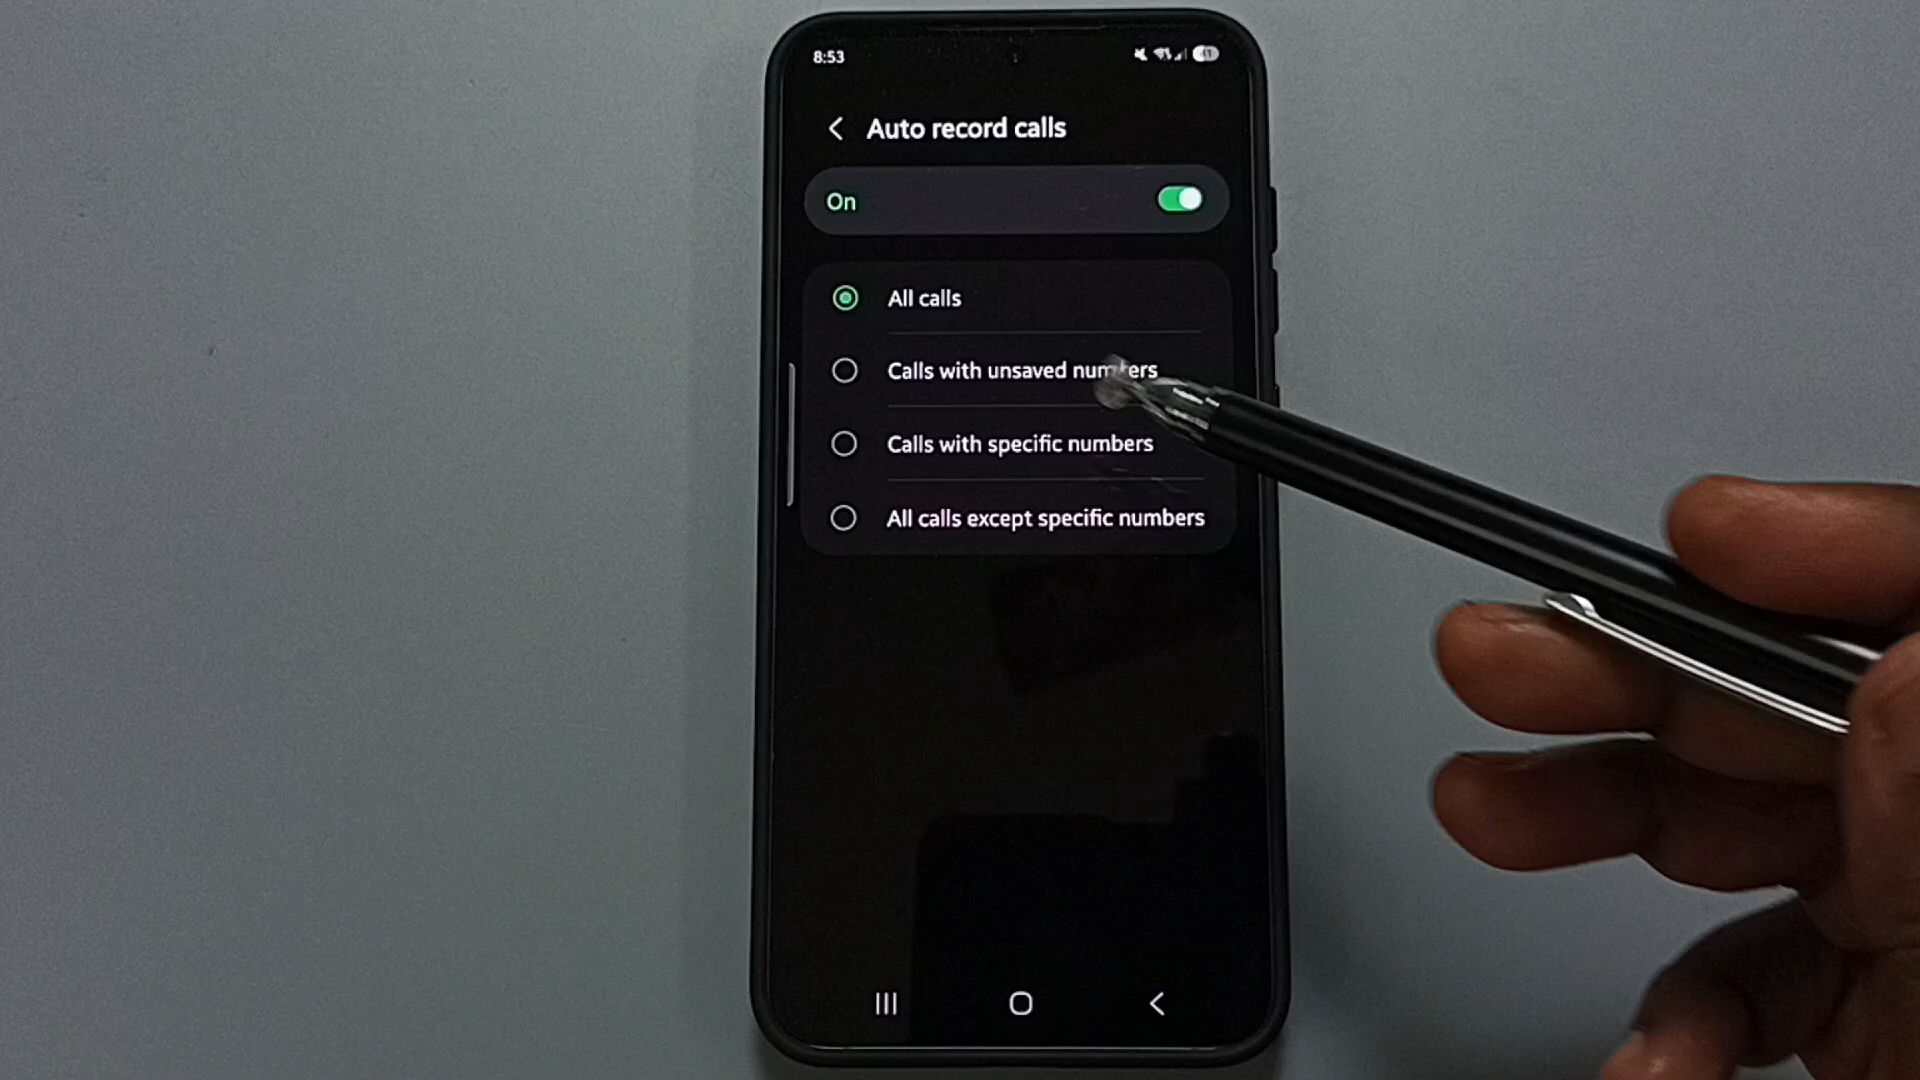 8:53
41
Auto record calls
On
All calls
Calls with unsaved numbers
Calls with specific numbers
All calls except specific numbers